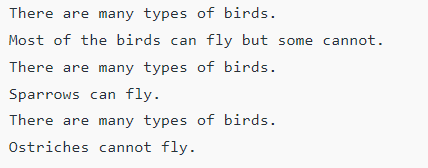 There are many types of birds.
Most of the birds can fly but some cannot.
There are many types of birds.
Sparrows can fly.
There are many types of birds.
Ostriches cannot fly.